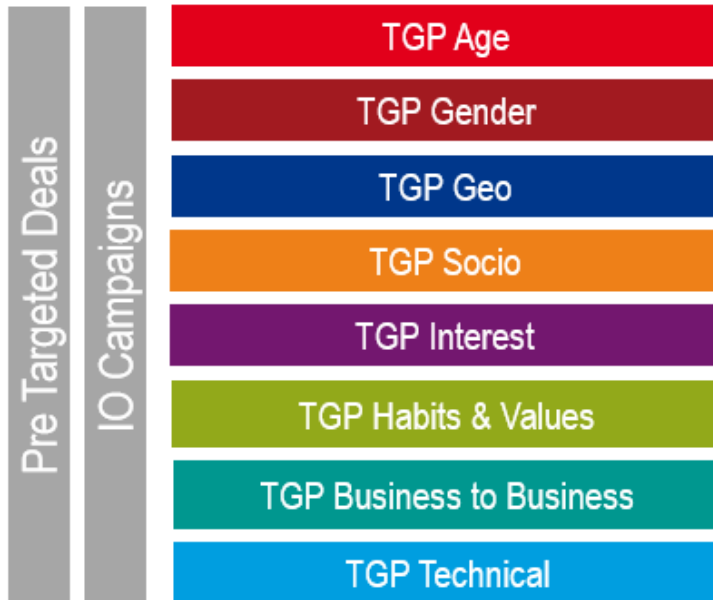 Pre Targeted Deals
IO Campaigns
TGP Age
TGP Gender
TGP Geo
TGP Socio
TGP Interest
TGP Habits & Values
TGP Business to Business
TGP Technical